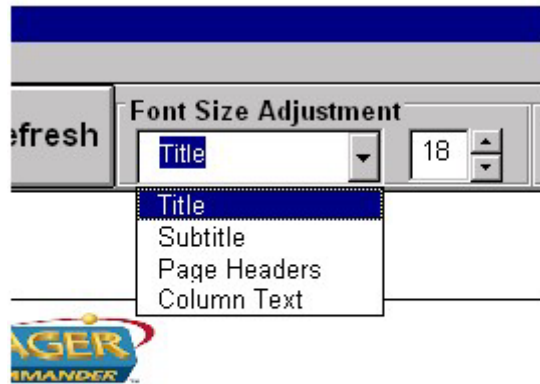 Font Size Adjustment
efresh
Title
18
Title
Subtitle
Page Headers
Column Text
AGER
MMANDER